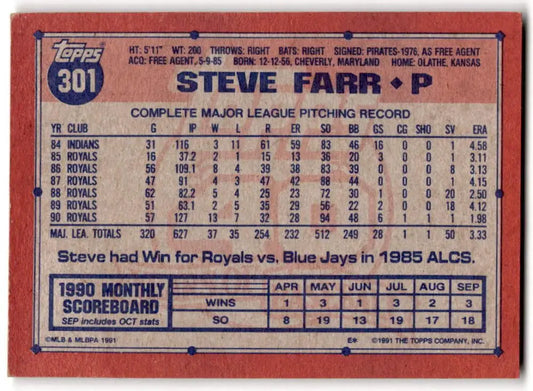 topps
301
HT: 5'11" WT: 200 THROWS: RIGHT BATS: RIGHT SIGNED: PIRATES-1976, AS FREE AGENT
ACQ: FREE AGENT, 5-9-85 BORN: 12-12-56, CHEVERLY, MARYLAND HOME: OLATHE, KANSAS
STEVE FARR • P
COMPLETE MAJOR LEAGUE PITCHING RECORD
YR CLUB G IP W L R ER SO BB GS CG SHO SV ERA
84 INDIANS 31 116 3 11 61 59 83 46 16 0 0 1 4.58
85 ROYALS 16 37.2 2 1 15 13 36 20 3 0 0 1 3.11
86 ROYALS 56 109.1 8 4 39 38 83 39 0 0 0 8 3.13
87 ROYALS 47 91 4 3 47 42 88 44 0 0 0 1 4.15
88 ROYALS 62 82.2 5 4 25 23 72 30 1 0 0 20 2.50
89 ROYALS 51 63.1 2 5 35 29 56 22 2 0 0 18 4.12
90 ROYALS 57 127 13 7 32 28 94 48 6 1 1 1 1.98
MAJ. LEA. TOTALS 320 627 37 35 254 232 512 249 28 1 1 50 3.33
Steve had Win for Royals vs. Blue Jays in 1985 ALCS.
1990 MONTHLY
SCOREBOARD
SEP includes OCT stats
APR MAY JUN JUL AUG SEP
WINS 1 3 3 1 2 3
SO 8 19 13 19 17 18
©MLB & MLBPA 1991 E* ©1991 THE TOPPS COMPANY, INC.